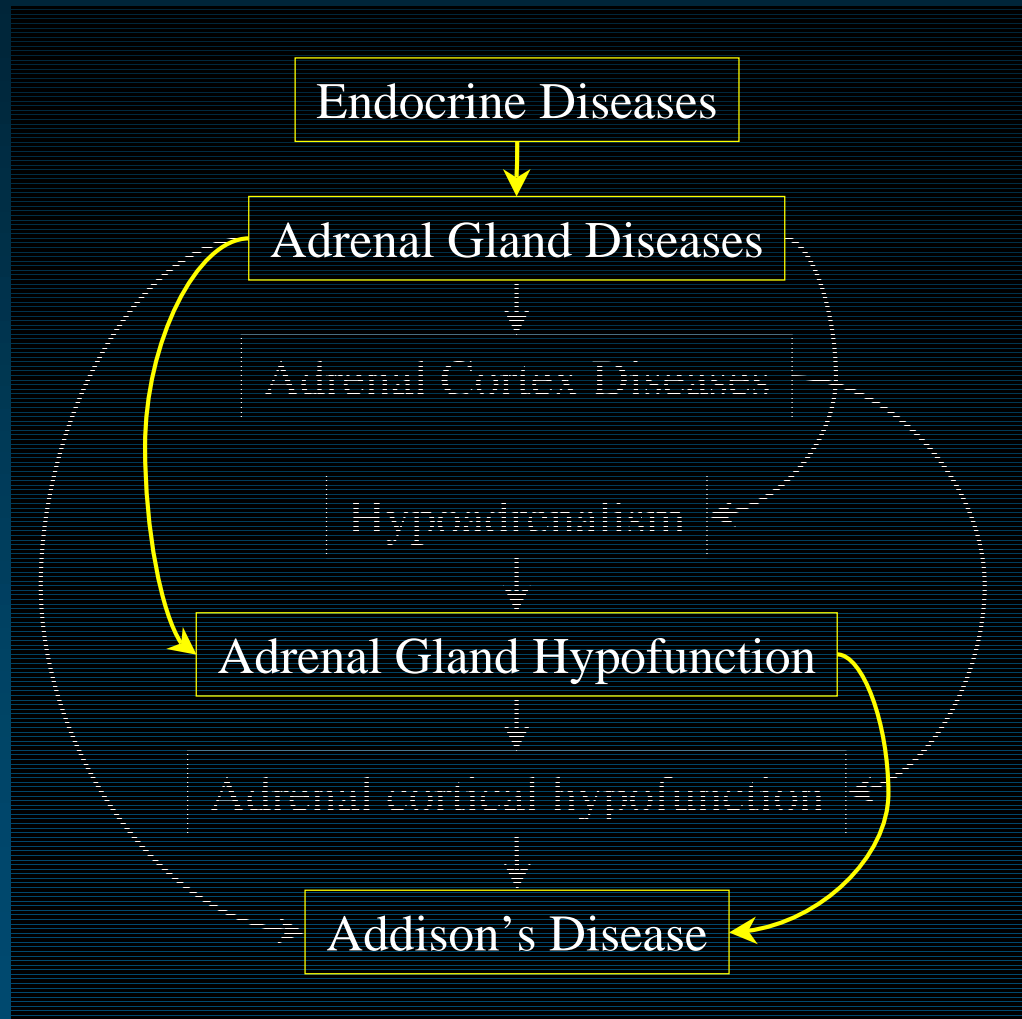 Endocrine Diseases
Adrenal Gland Diseases
Adrenal Cortex Diseases
Hypoadrenalism
Adrenal Gland Hypofunction
Adrenal cortical hypofunction
Addison’s Disease